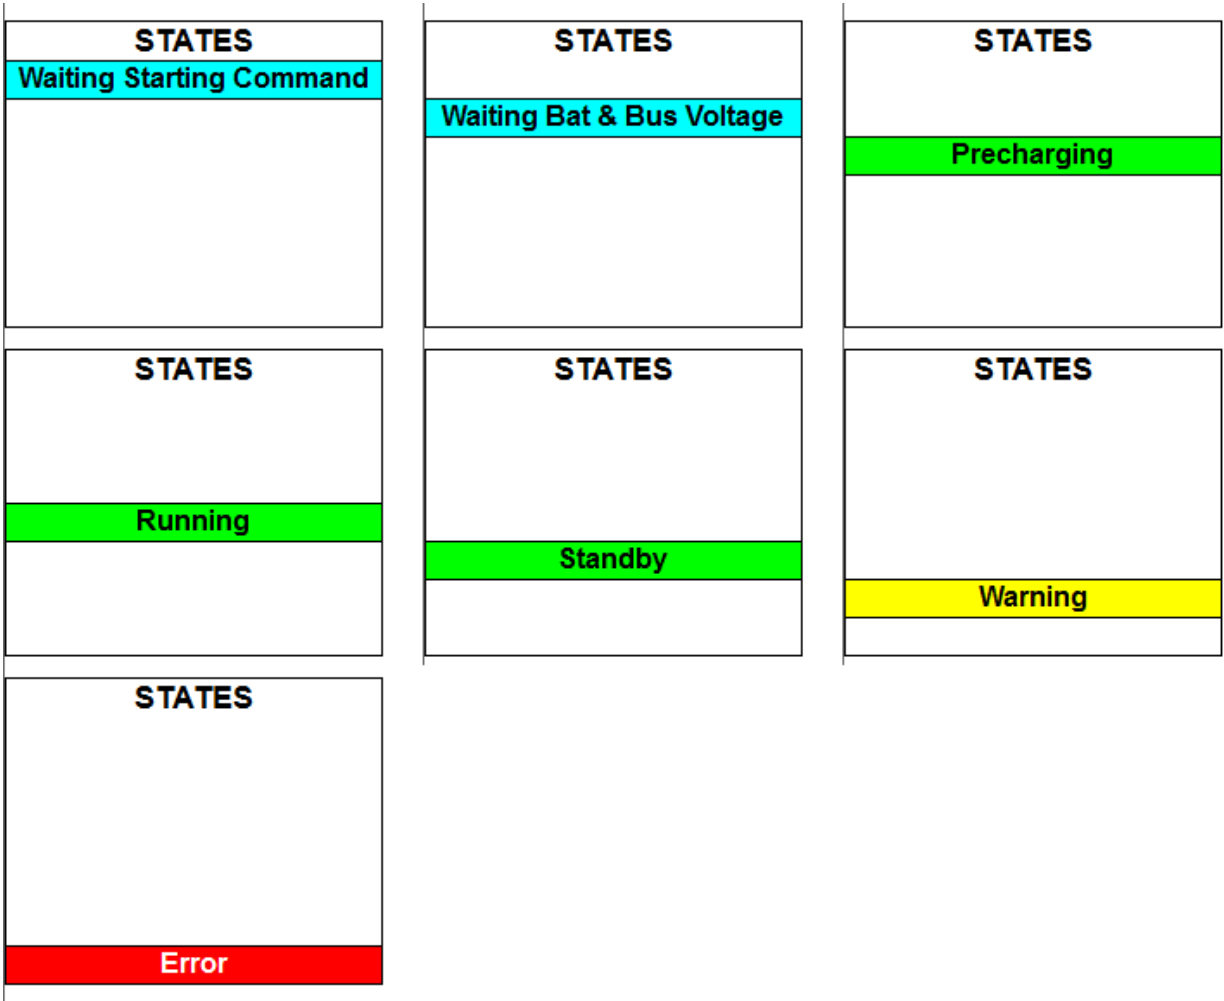 STATES
Waiting Starting Command
STATES
Waiting Bat & Bus Voltage
STATES
Precharging
STATES
Running
STATES
Standby
STATES
Warning
STATES
Error